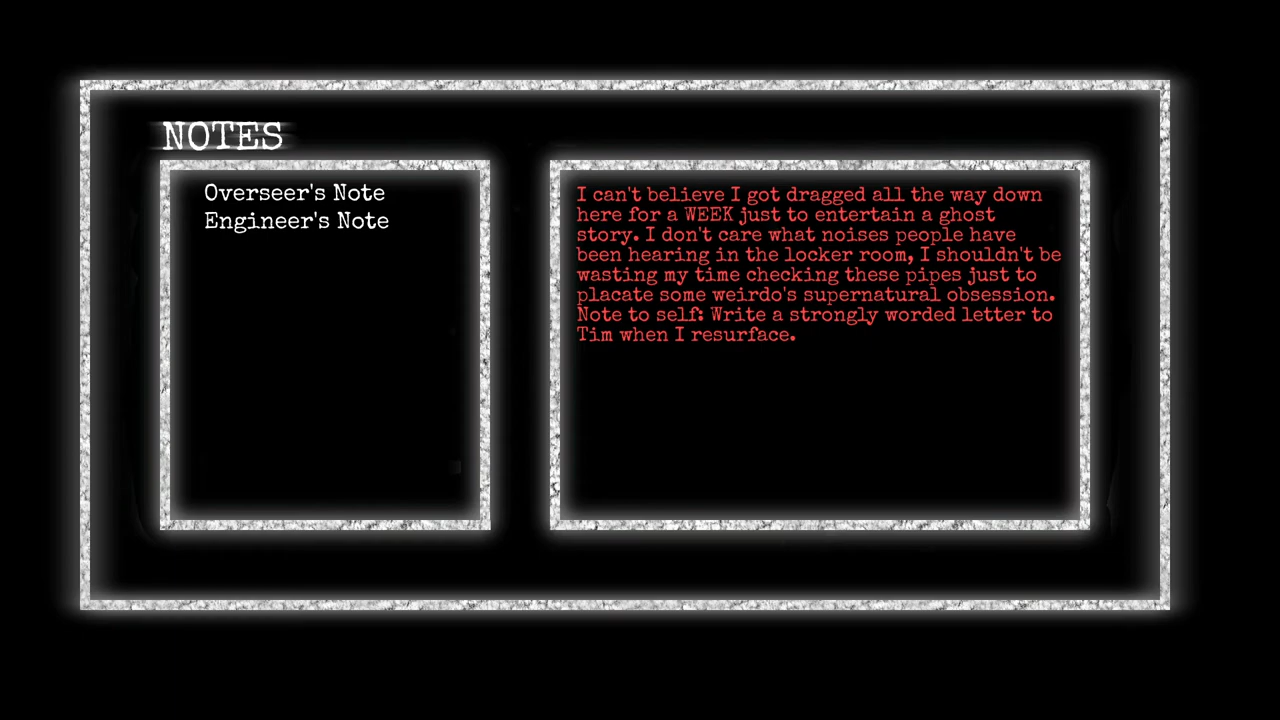 NOTES
Overseer's Note
Engineer's Note
I can't believe I got dragged all the way down
here for a WEEK just to entertain a ghost
story. I don't care what noises people have
been hearing in the locker room, I shouldn't be
wasting my time checking these pipes just to
placate some weirdo's supernatural obsession.
Note to self: Write a strongly worded letter to
Tim when I resurface.